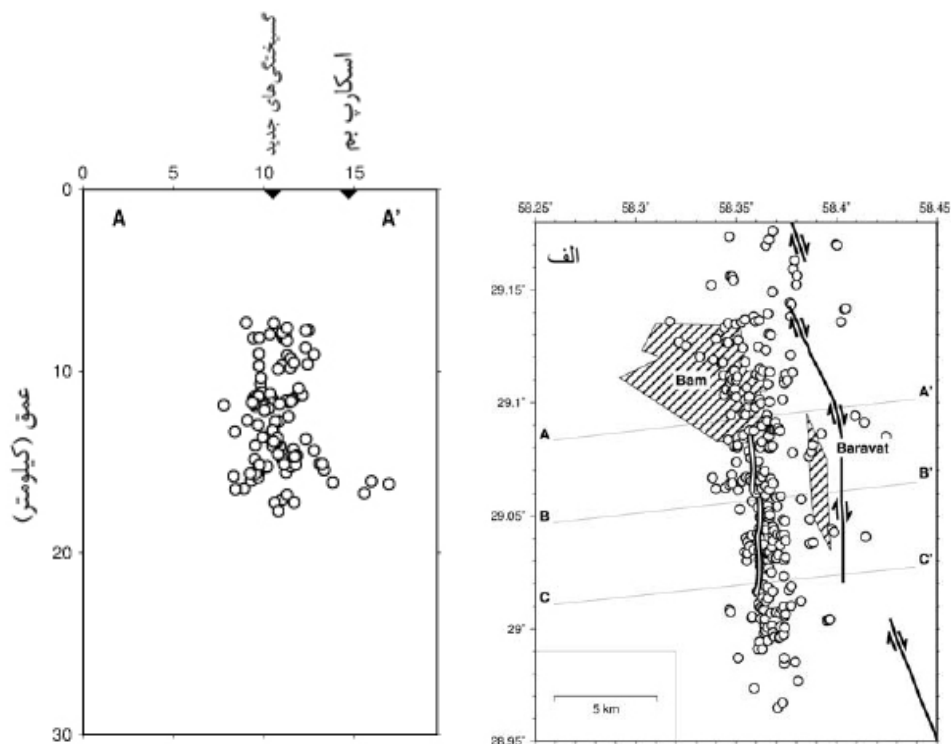 گسیختگی‌های جدید
اسکارپ بم
0 5 10 15
0
10
20
30
A A'
عمق (کیلومتر)
58.25° 58.3° 58.35° 58.4° 58.45
الف
29.15°
29.1°
29.05°
29°
28.95°
Bam
Baravat
A A'
B B'
C C'
5 km